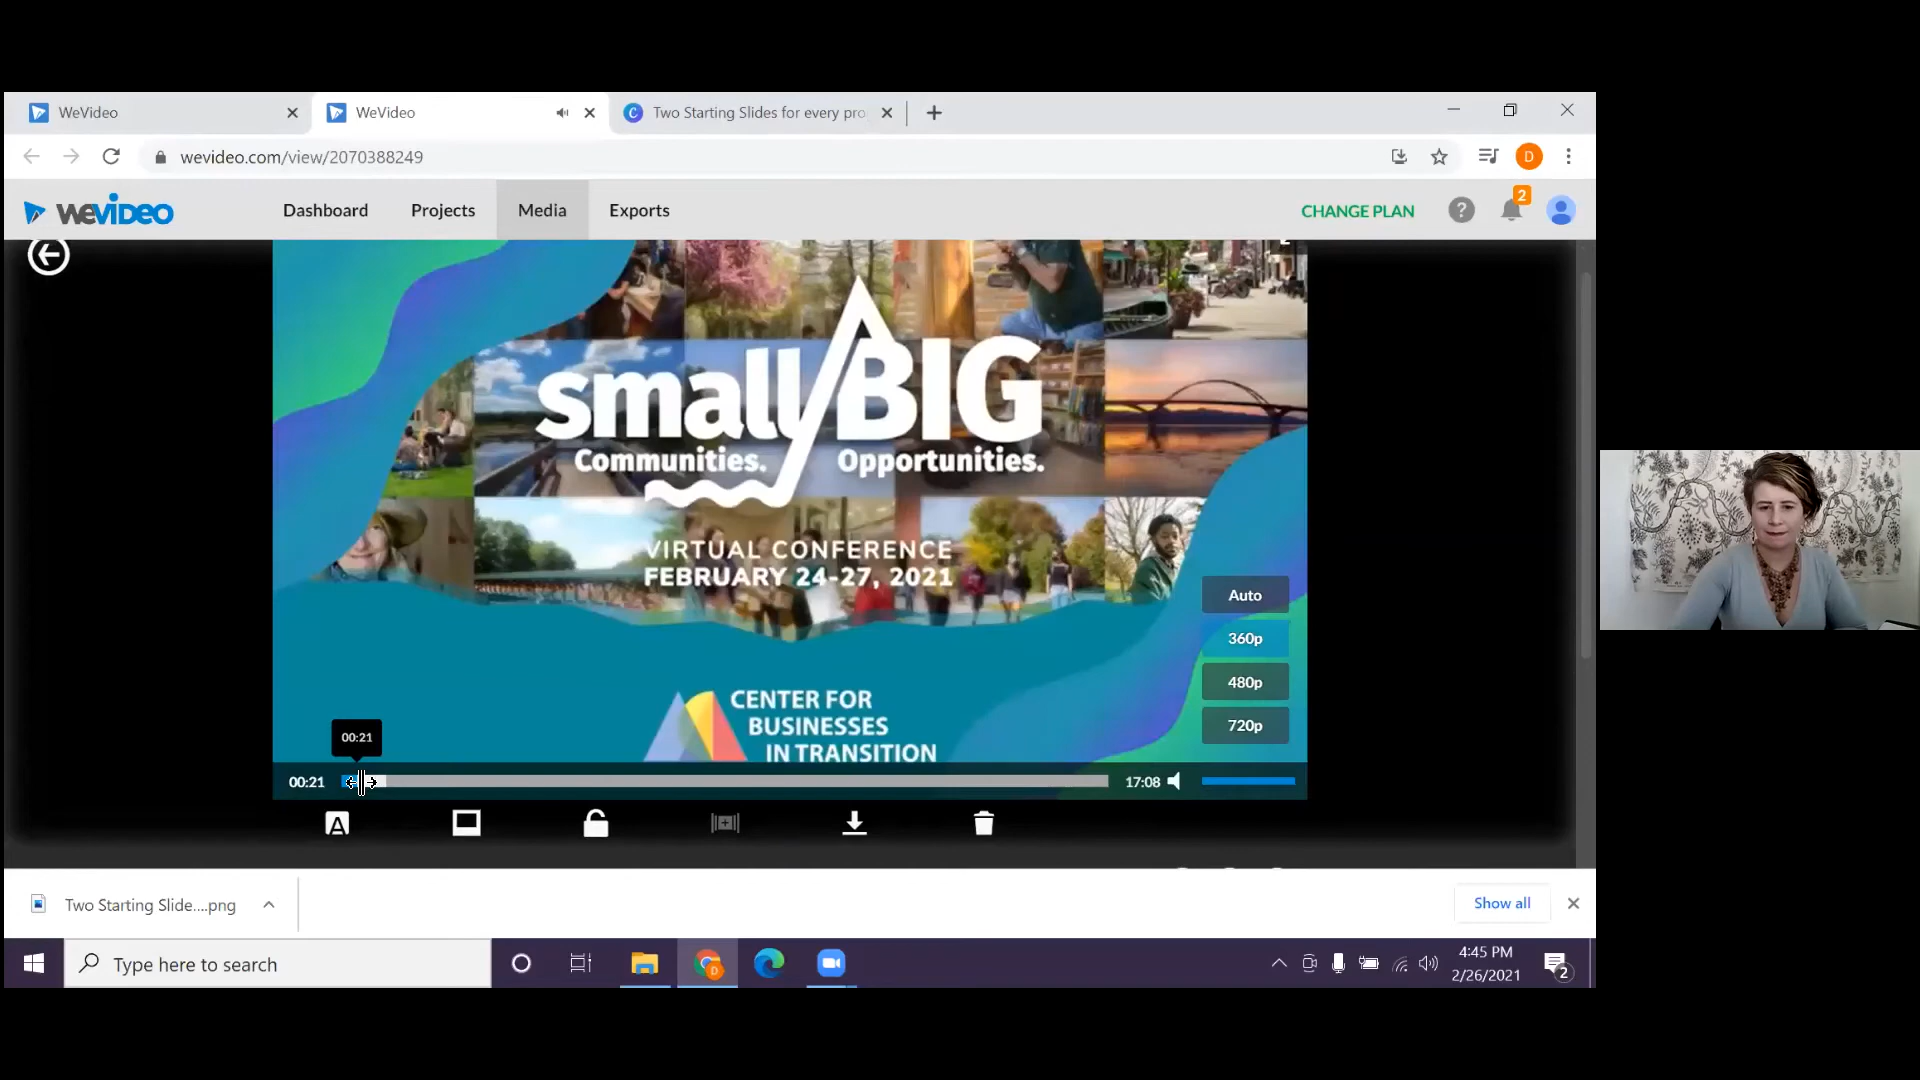 WeVideo
WeVideo
Two Starting Slides for every pro
wevideo.com/view/2070388249
D
WEVIDEO
Dashboard
Projects
Media
Exports
CHANGE PLAN
?
2
small BIG
Communities. Opportunities.
VIRTUAL CONFERENCE
FEBRUARY 24-27, 2021
Auto
360p
480p
720p
CENTER FOR
BUSINESSES
IN TRANSITION
00:21
00:21
17:08
A
Two Starting Slide....png
Show all
Type here to search
D
4:45 PM
2/26/2021
2